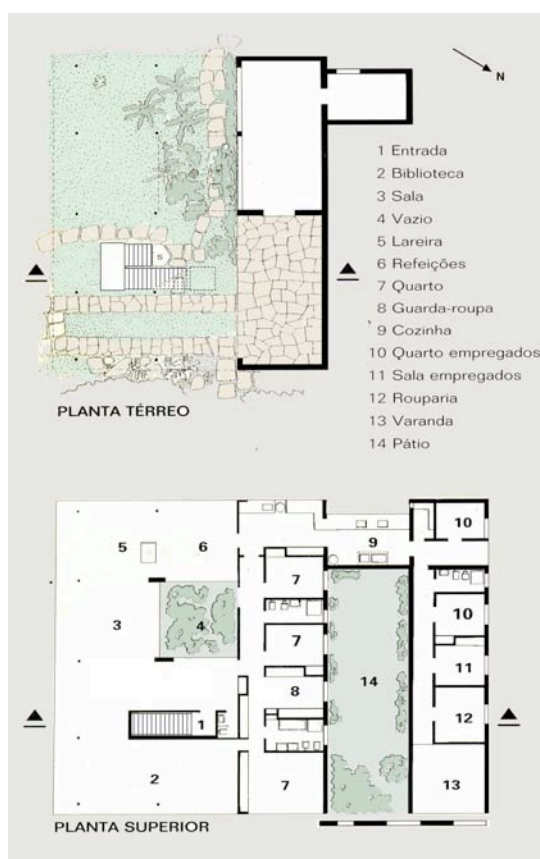 N
1 Entrada
2 Biblioteca
3 Sala
4 Vazio
5 Lareira
6 Refeições
7 Quarto
8 Guarda-roupa
9 Cozinha
10 Quarto empregados
11 Sala empregados
12 Rouparia
13 Varanda
14 Pátio
5
PLANTA TÉRREO
10
5
6
9
7
10
3
4
7
11
8
14
12
1
2
7
13
PLANTA SUPERIOR